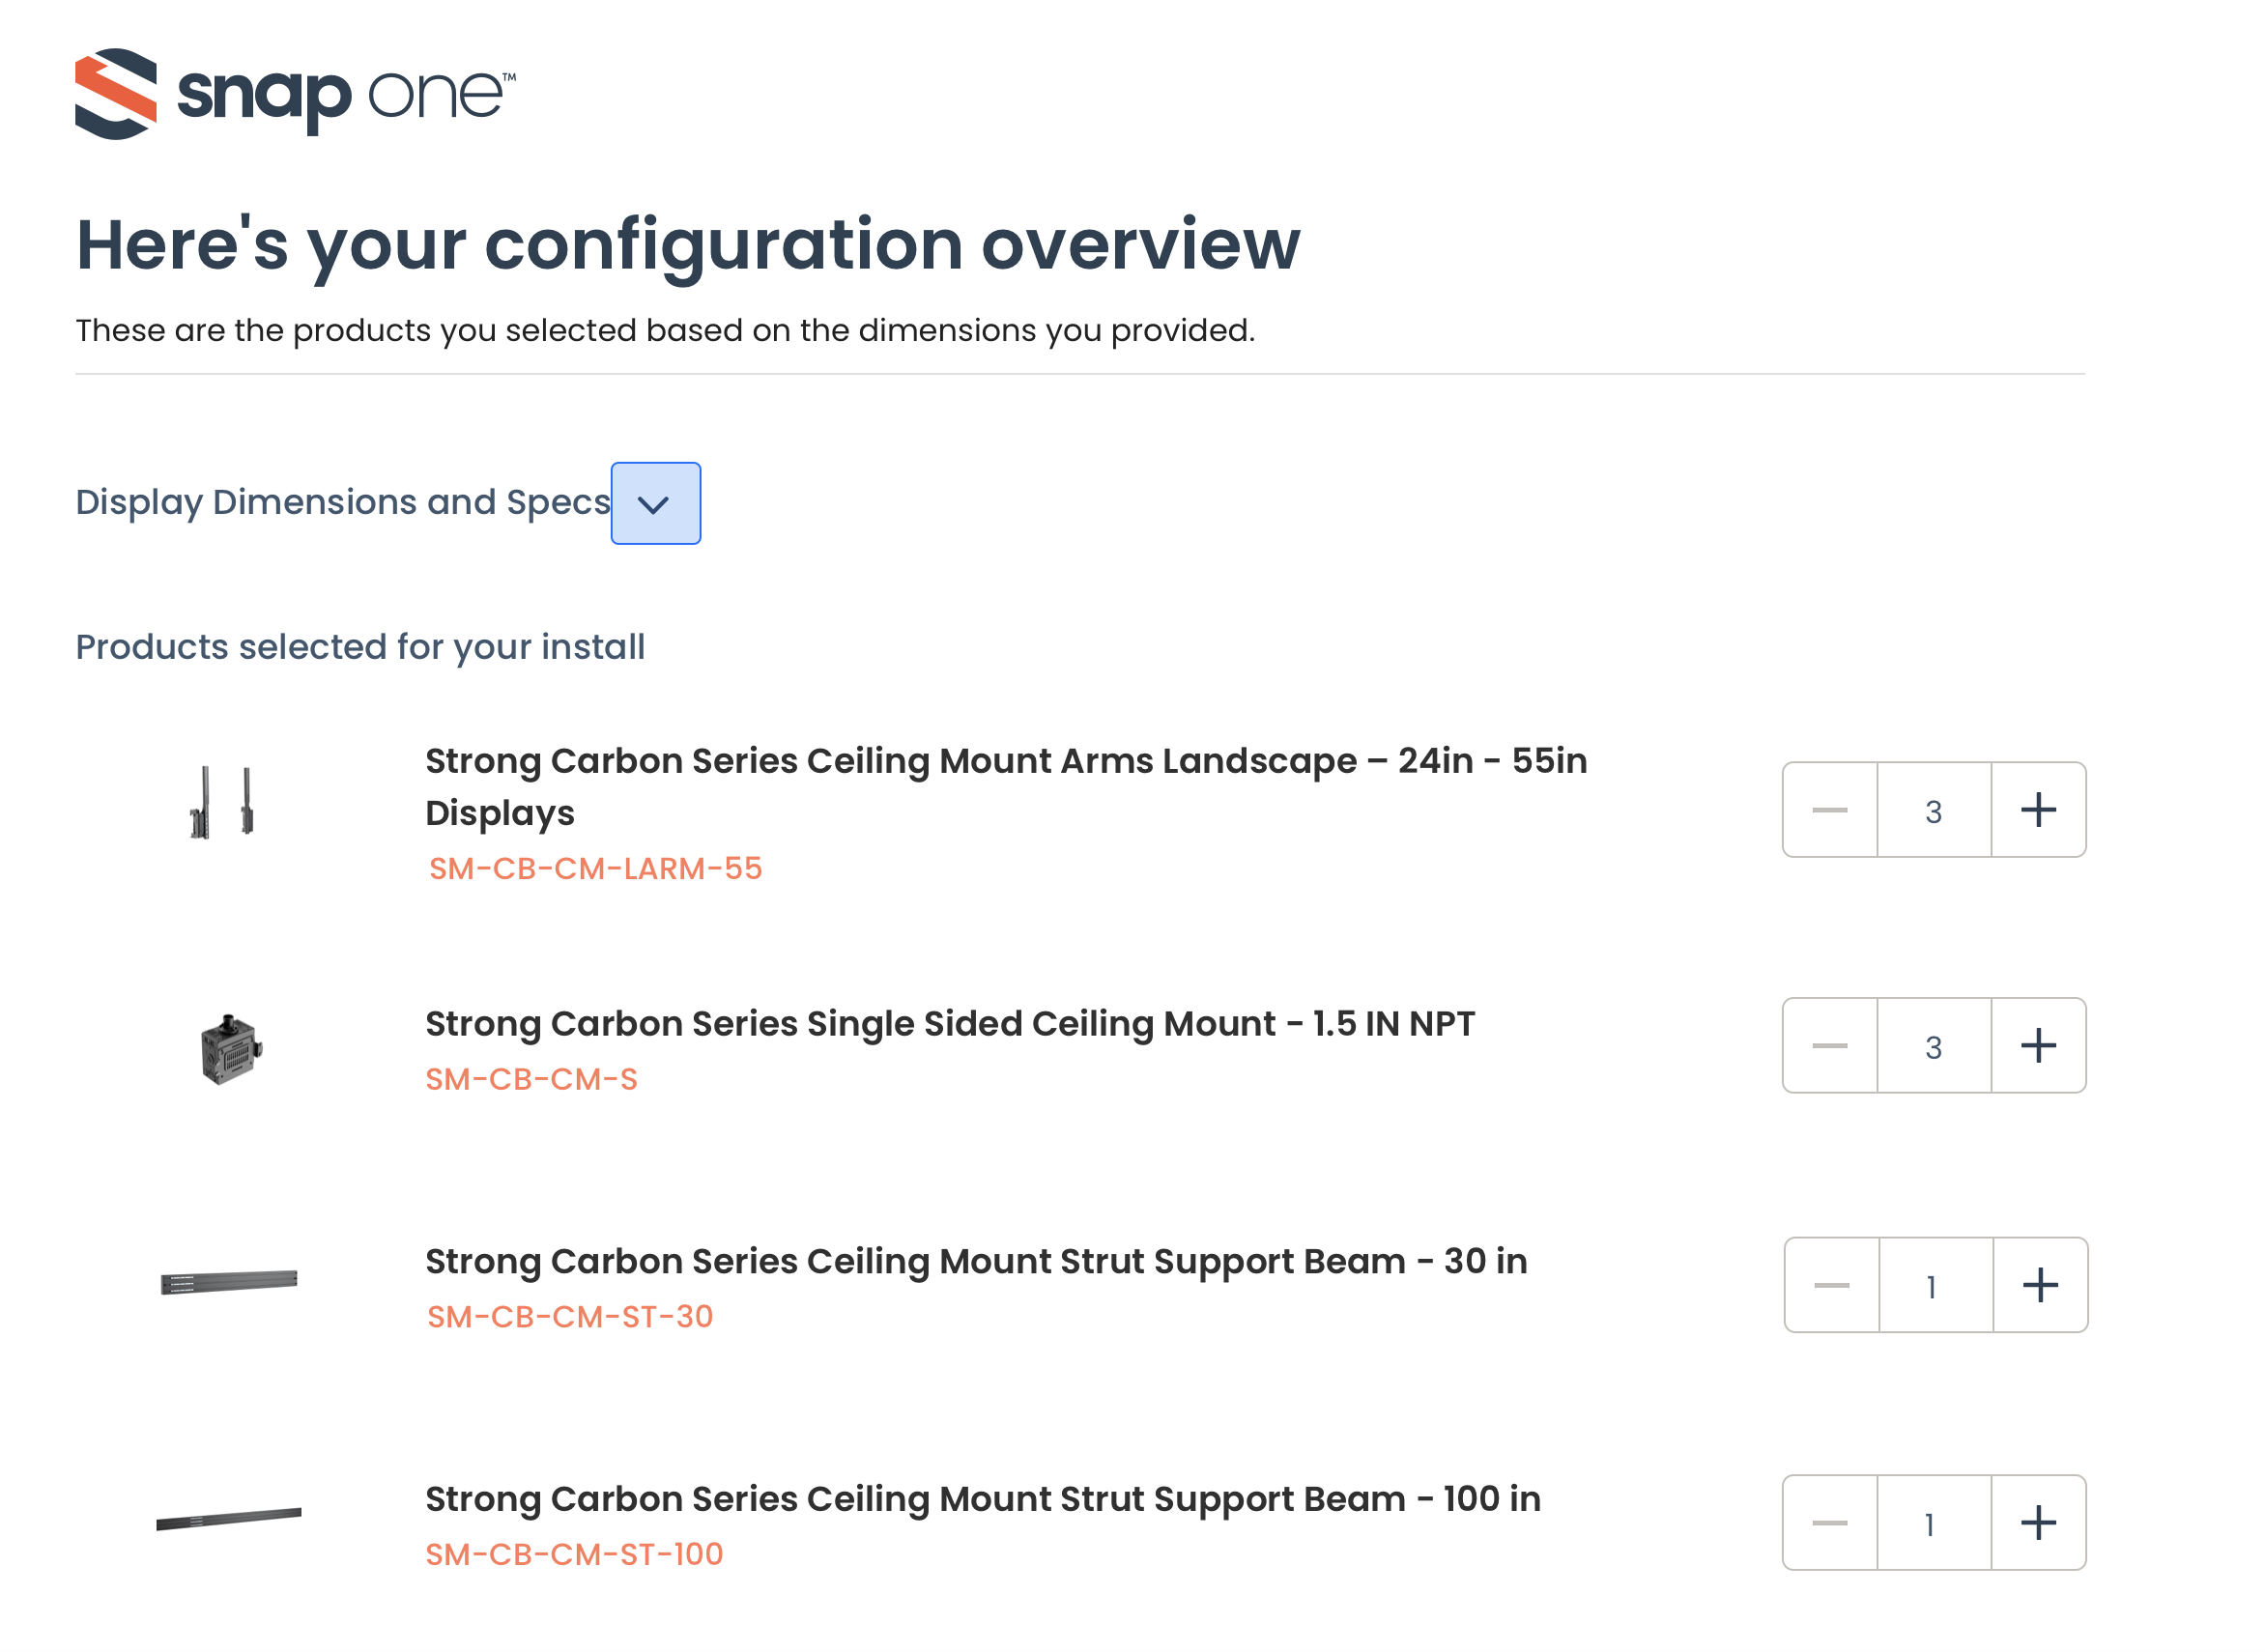 snap one™
Here's your configuration overview
These are the products you selected based on the dimensions you provided.
Display Dimensions and Specs
Products selected for your install
Strong Carbon Series Ceiling Mount Arms Landscape – 24in - 55in
Displays
SM-CB-CM-LARM-55
3
Strong Carbon Series Single Sided Ceiling Mount - 1.5 IN NPT
SM-CB-CM-S
3
Strong Carbon Series Ceiling Mount Strut Support Beam - 30 in
SM-CB-CM-ST-30
1
Strong Carbon Series Ceiling Mount Strut Support Beam - 100 in
SM-CB-CM-ST-100
1